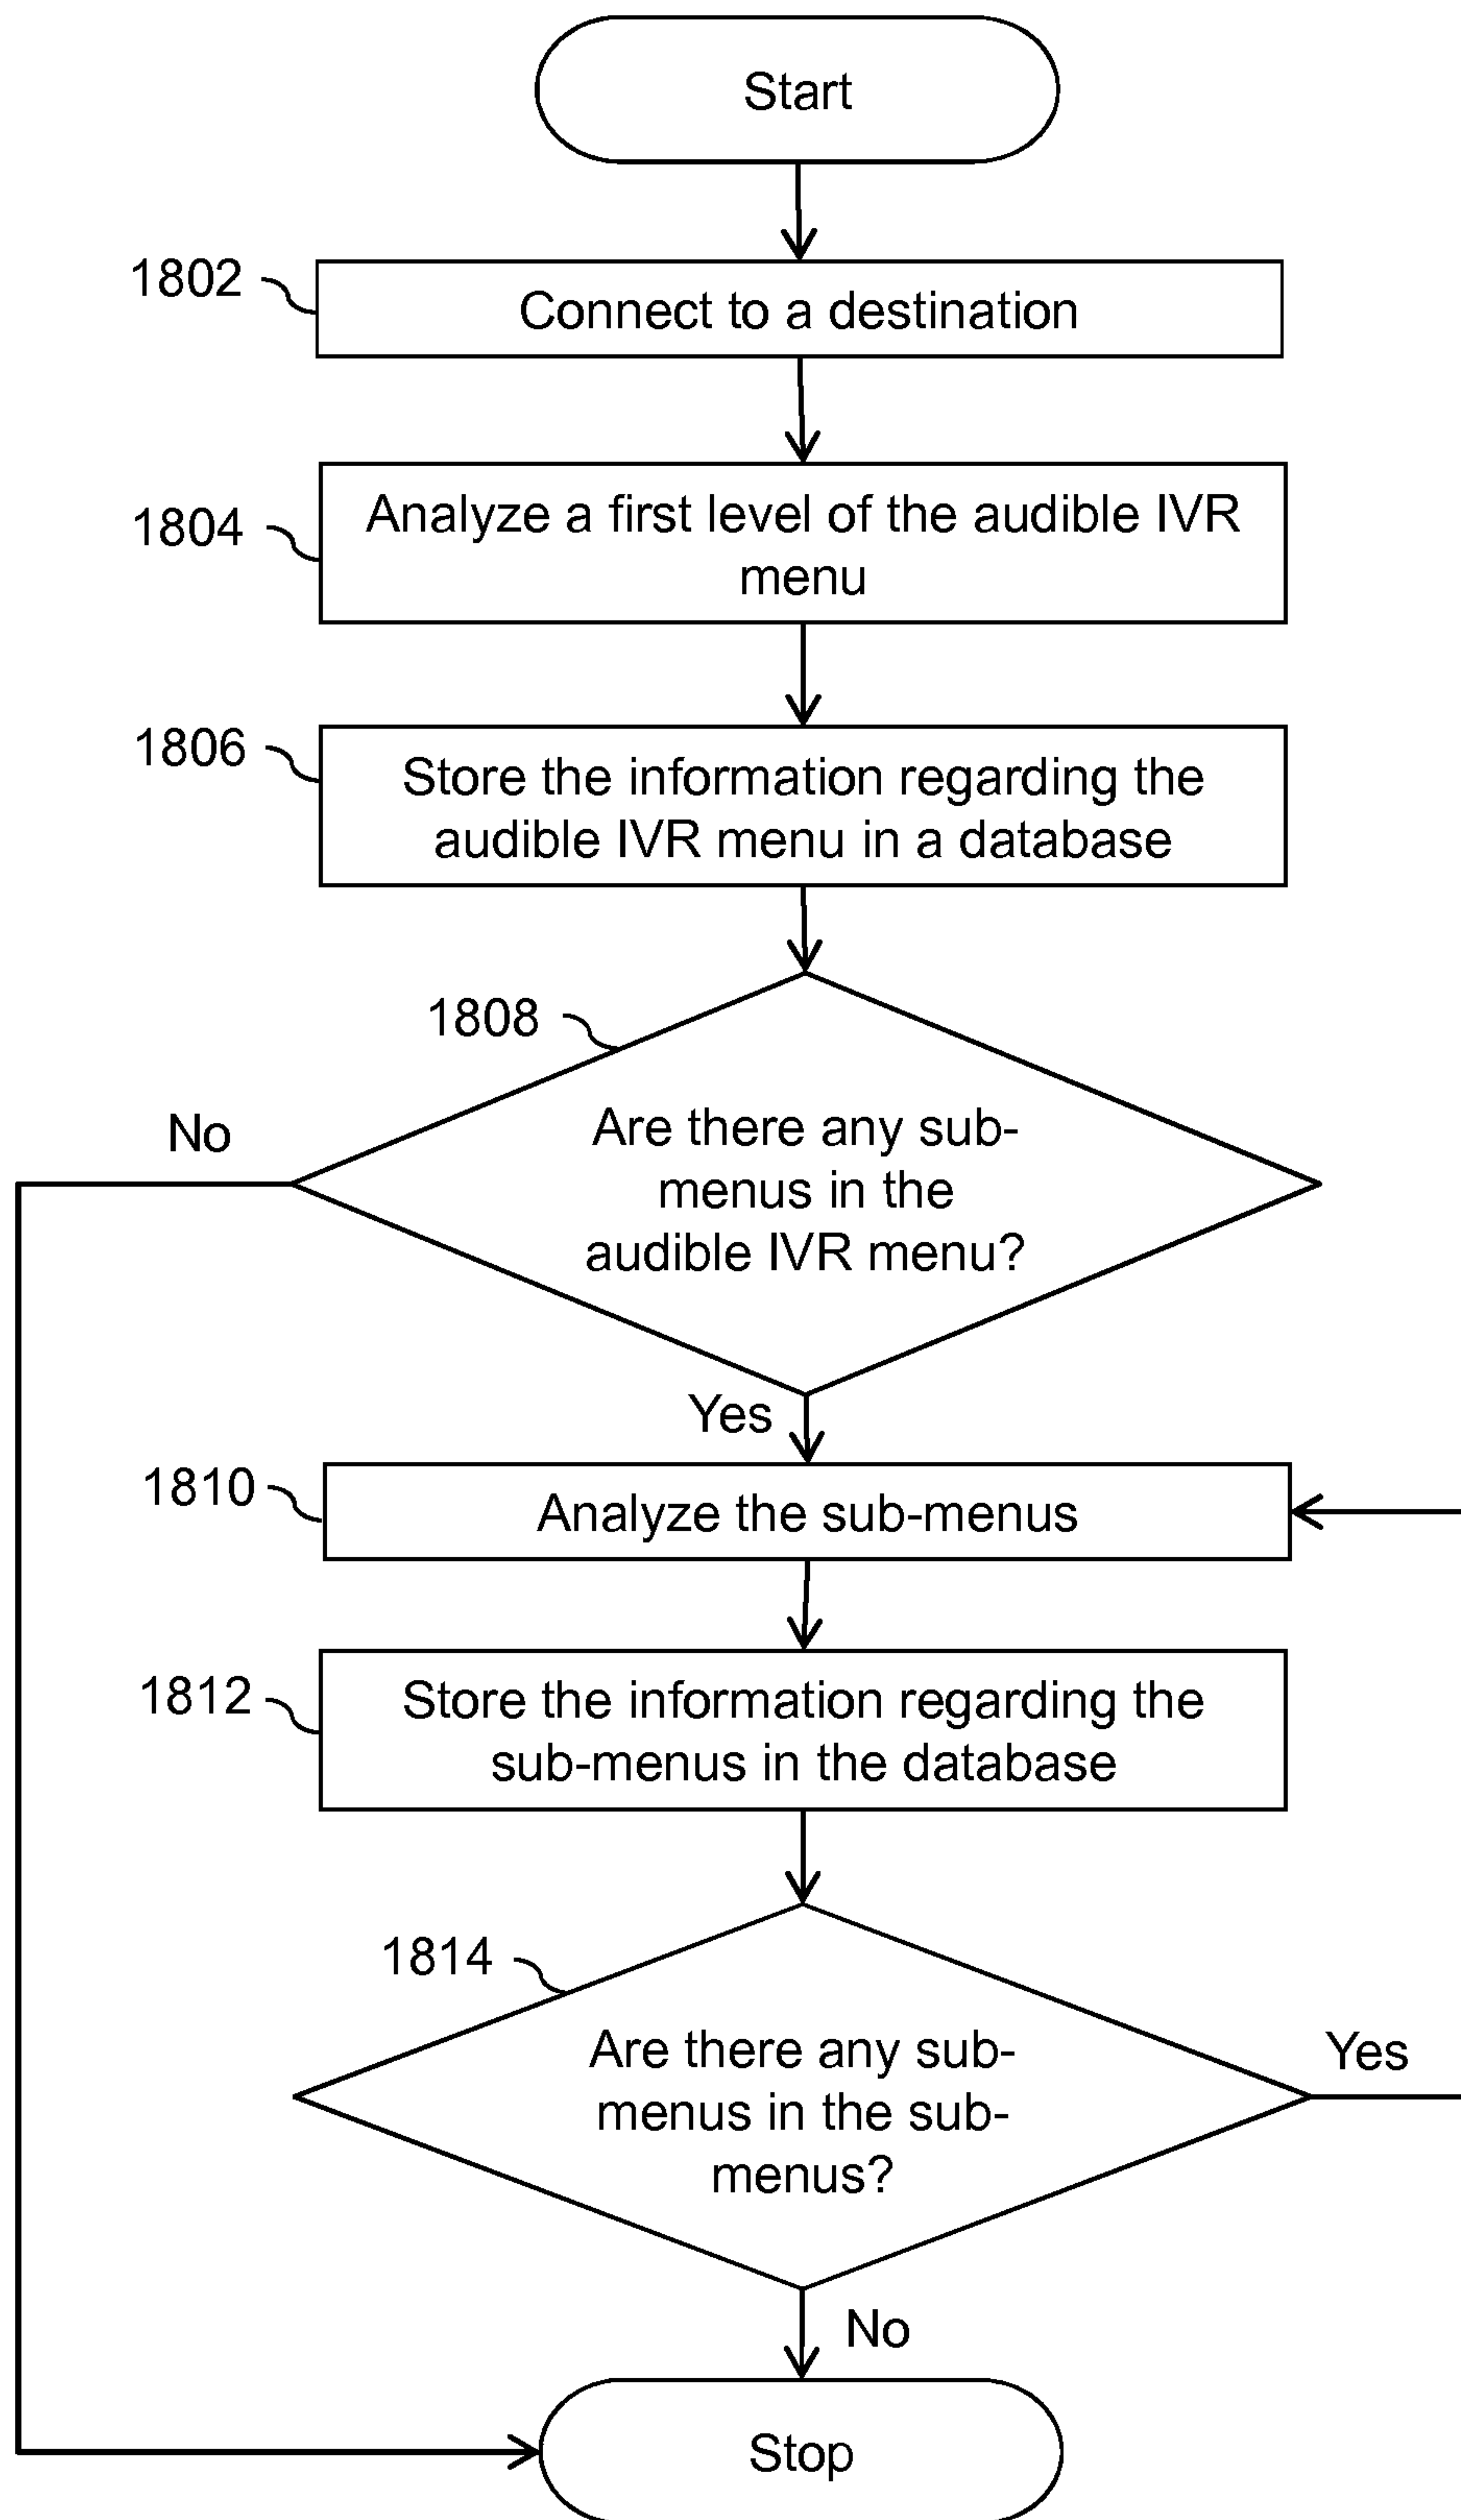 Start
1802
Connect to a destination
1804
Analyze a first level of the audible IVR
menu
1806
Store the information regarding the
audible IVR menu in a database
1808
No
Are there any sub-
menus in the
audible IVR menu?
Yes
1810
Analyze the sub-menus
1812
Store the information regarding the
sub-menus in the database
1814
Are there any sub-
menus in the sub-
menus?
Yes
No
Stop